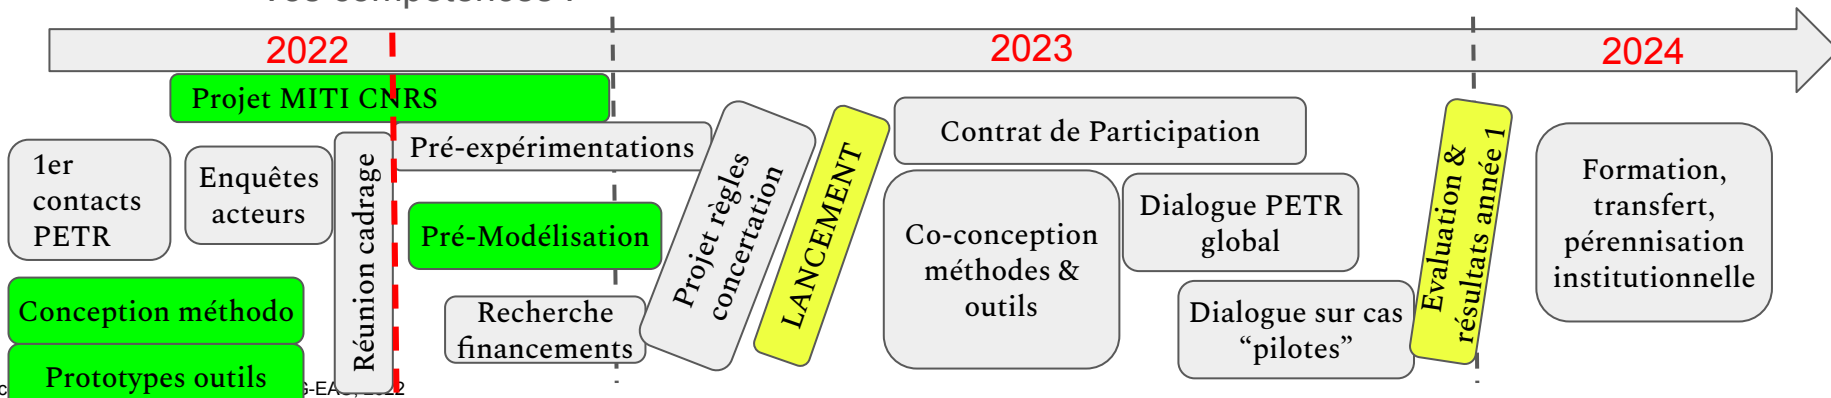 2022
2023
2024
Projet MITI CNRS
1er
contacts
PETR
Enquêtes
acteurs
Réunion cadrage
Pré-expérimentations
Pré-Modélisation
Recherche
financements
Conception méthodo
Prototypes outils
Projet règles
concertation
LANCEMENT
Contrat de Participation
Co-conception
méthodes &
outils
Dialogue PETR
global
Dialogue sur cas
“pilotes”
Evaluation &
résultats année 1
Formation,
transfert,
pérennisation
institutionnelle